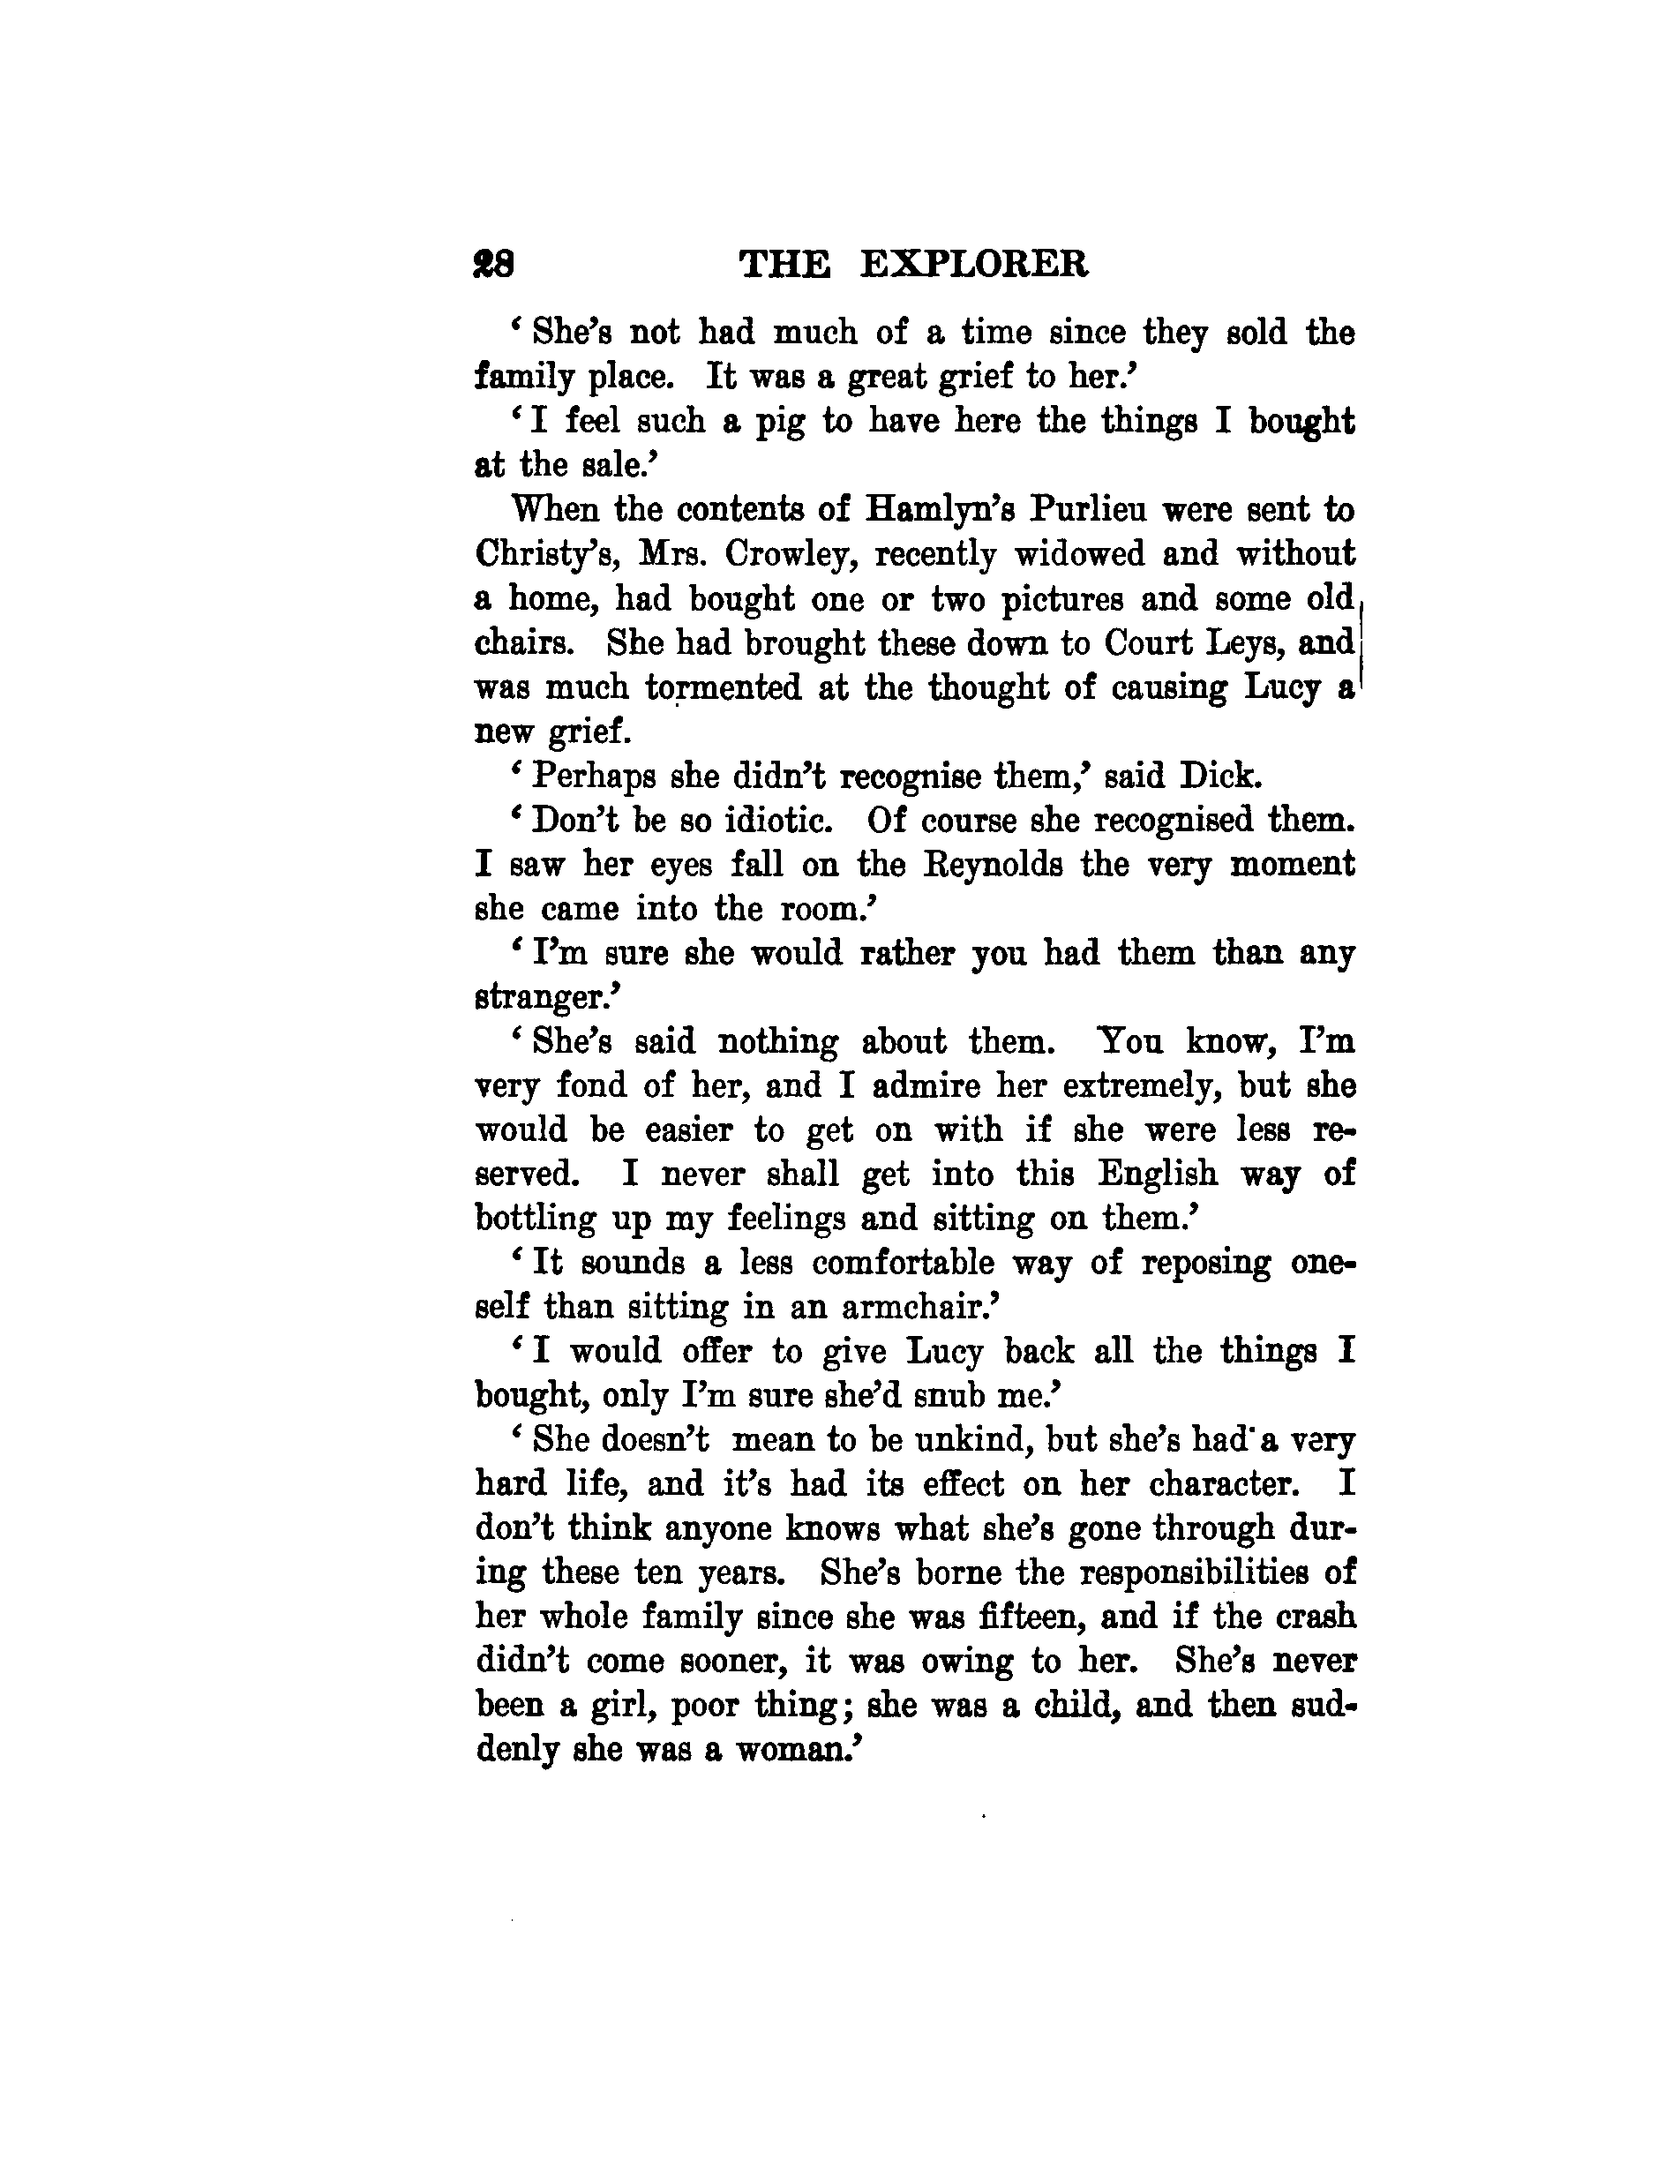 28 THE EXPLORER
‘She’s not had much of a time since they sold the
family place. It was a great grief to her.’
‘I feel such a pig to have here the things I bought
at the sale.’
When the contents of Hamlyn’s Purlieu were sent to
Christy’s, Mrs. Crowley, recently widowed and without
a home, had bought one or two pictures and some old
chairs. She had brought these down to Court Leys, and
was much tormented at the thought of causing Lucy a
new grief.
‘Perhaps she didn’t recognise them,’ said Dick.
‘Don’t be so idiotic. Of course she recognised them.
I saw her eyes fall on the Reynolds the very moment
she came into the room.’
‘I’m sure she would rather you had them than any
stranger.’
‘She’s said nothing about them. You know, I’m
very fond of her, and I admire her extremely, but she
would be easier to get on with if she were less re-
served. I never shall get into this English way of
bottling up my feelings and sitting on them.’
‘It sounds a less comfortable way of reposing one-
self than sitting in an armchair.’
‘I would offer to give Lucy back all the things I
bought, only I’m sure she’d snub me.’
‘She doesn’t mean to be unkind, but she’s had a very
hard life, and it’s had its effect on her character. I
don’t think anyone knows what she’s gone through dur-
ing these ten years. She’s borne the responsibilities of
her whole family since she was fifteen, and if the crash
didn’t come sooner, it was owing to her. She’s never
been a girl, poor thing; she was a child, and then sud-
denly she was a woman.’